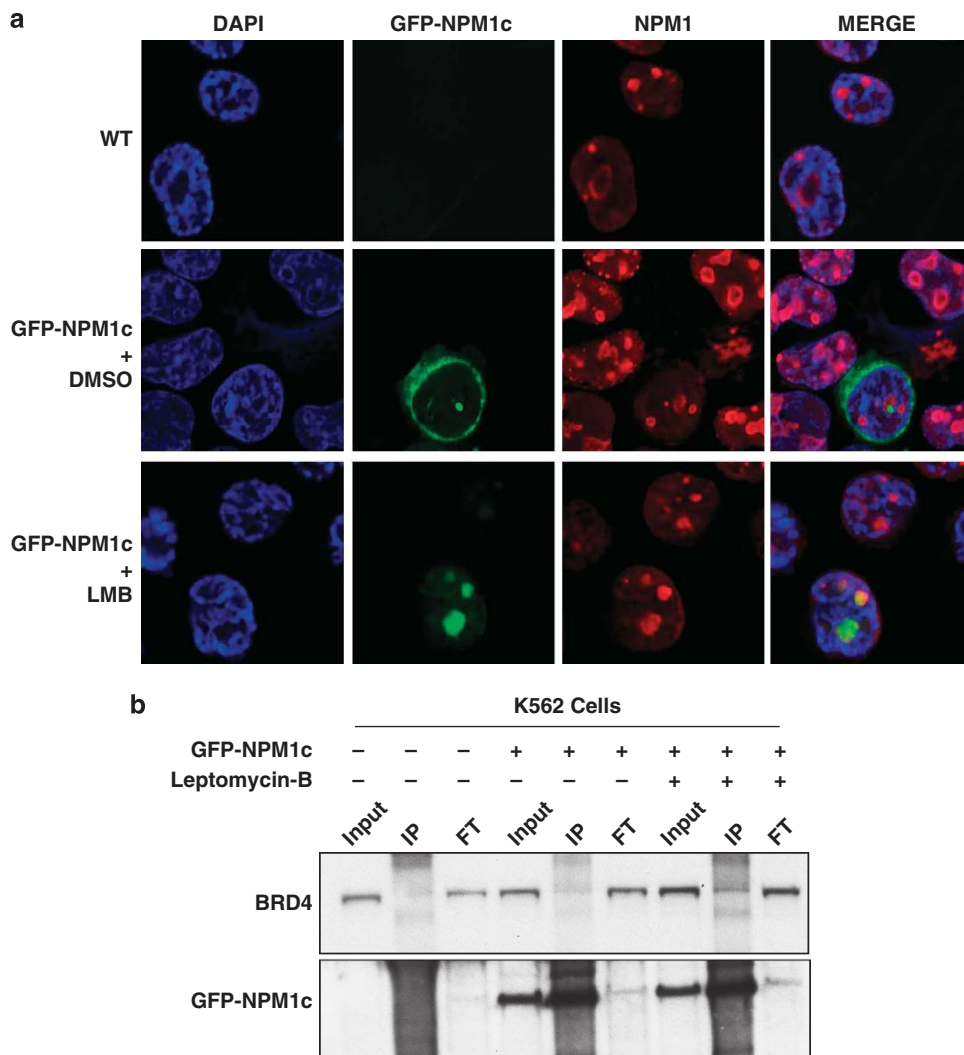 a
DAPI GFP-NPM1c NPM1 MERGE
WT
GFP-NPM1c
+
DMSO
GFP-NPM1c
+
LMB
b
K562 Cells
GFP-NPM1c – – – + + + + + +
Leptomycin-B – – – – – – + + +
Input IP FT Input IP FT Input IP FT
BRD4
GFP-NPM1c